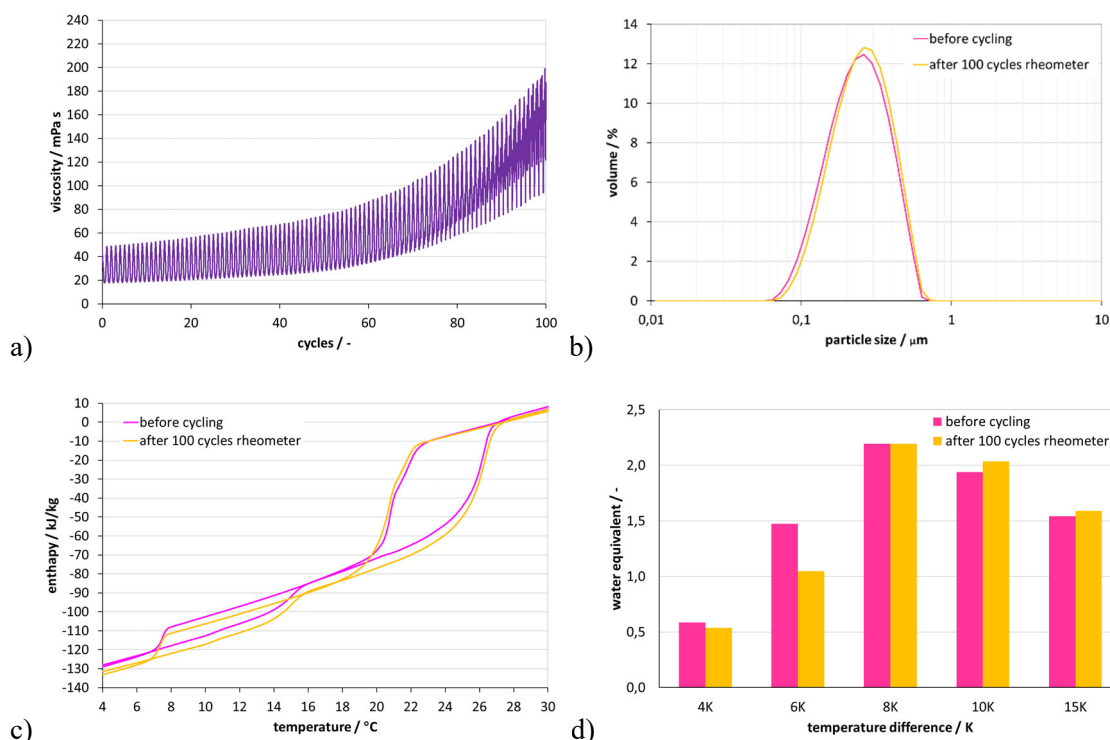 240
220
200
180
160
140
120
100
80
60
40
20
0
viscosity / mPa s
0 20 40 60 80 100
cycles / -
a)
14
12
10
8
6
4
2
0
volume / %
before cycling
after 100 cycles rheometer
0,01 0,1 1 10
particle size / μm
b)
10
0
-10
-20
-30
-40
-50
-60
-70
-80
-90
-100
-110
-120
-130
-140
enthapy / kJ/kg
before cycling
after 100 cycles rheometer
4 6 8 10 12 14 16 18 20 22 24 26 28 30
temperature / °C
c)
2,5
2,0
1,5
1,0
0,5
0,0
water equivalent / -
before cycling
after 100 cycles rheometer
4K 6K 8K 10K 15K
temperature difference / K
d)